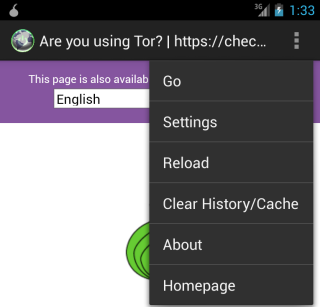 3G 1:33
Are you using Tor? | https://chec…
This page is also availab
English
Go
Settings
Reload
Clear History/Cache
About
Homepage